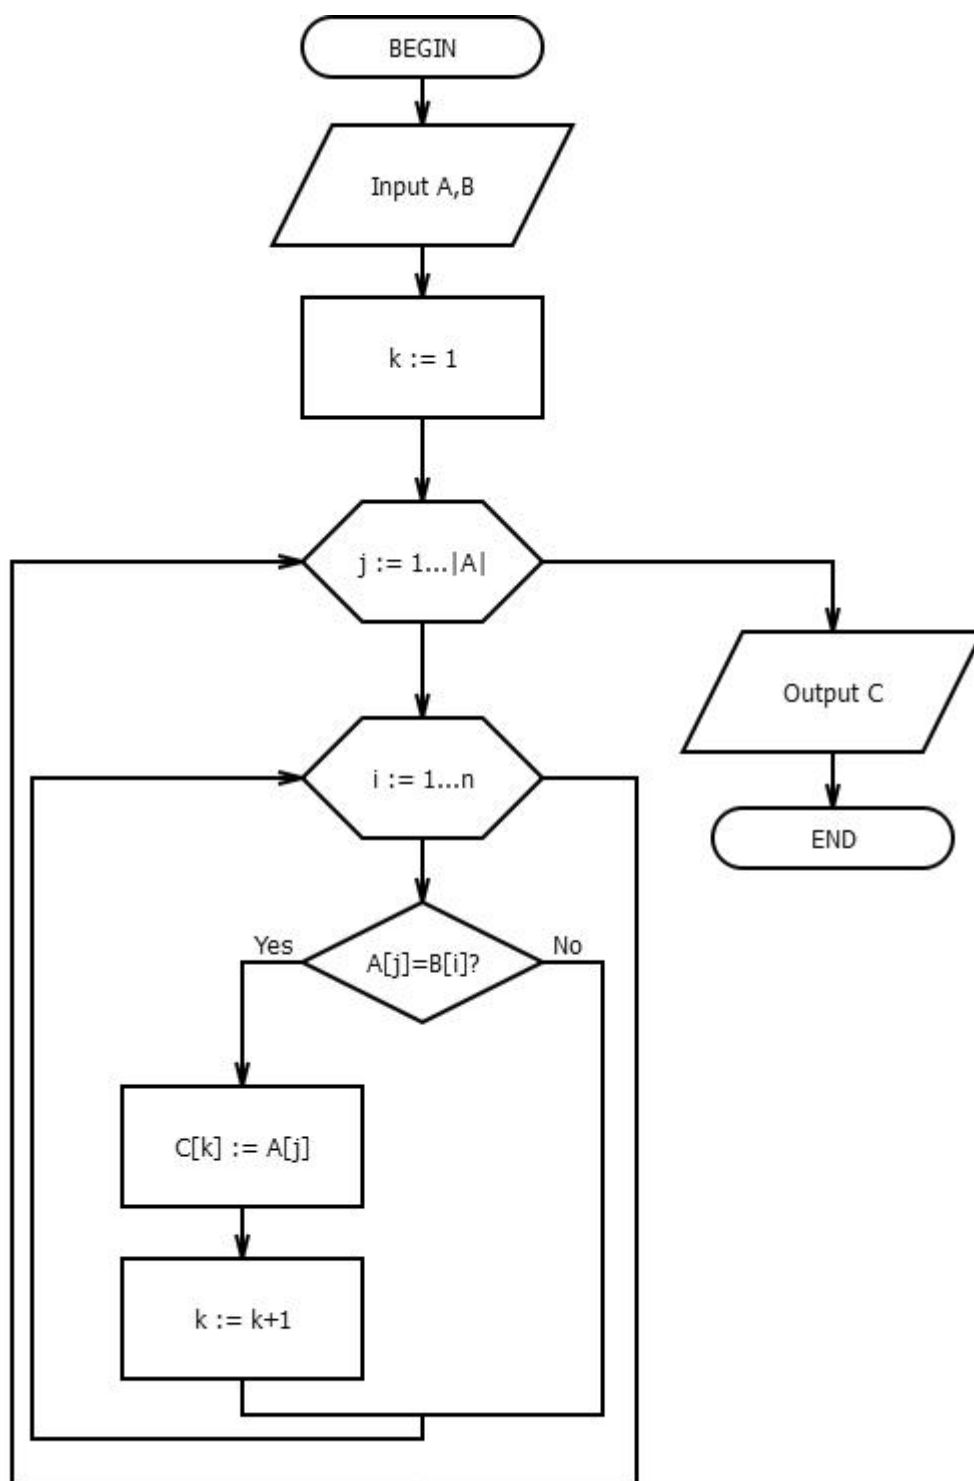 BEGIN
Input A,B
k := 1
j := 1...|A|
Output C
i := 1...n
END
Yes
No
A[j]=B[i]?
C[k] := A[j]
k := k+1